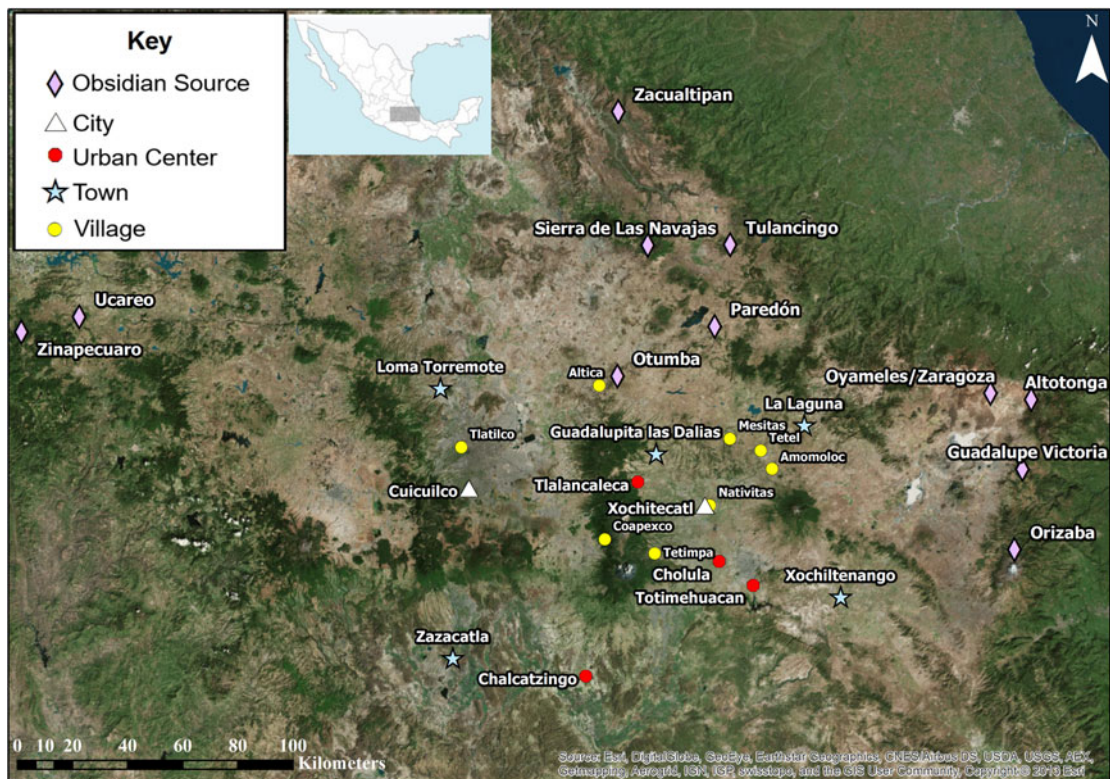 Key
Obsidian Source
City
Urban Center
Town
Village
N
Zacualtipan
Sierra de Las Navajas
Tulancingo
Ucareo
Zinapecuaro
Paredón
Loma Torremote
Altica
Otumba
Oyameles/Zaragoza
Altotonga
La Laguna
Mesitas
Guadalupita las Dalias
Tetel
Tlatilco
Amomoloc
Guadalupe Victoria
Cuicuilco
Tlalancaleca
Nativitas
Xochitecatl
Coapexco
Orizaba
Tetimpa
Cholula
Xochiltenango
Totimehuacan
Zazacatla
Chalcatzingo
0 10 20 40 60 80 100
Kilometers
Source: Esri, DigitalGlobe, GeoEye, Earthstar Geographics, CNES/Airbus DS, USDA, USGS, AEX,
Getmapping, Aerogrid, IGN, IGP, swisstopo, and the GIS User Community, Copyright:© 2013 Esri